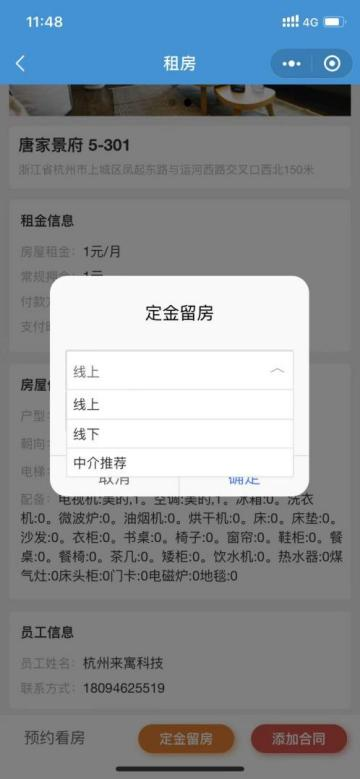 11:48
4G
租房
唐家景府 5-301
浙江省杭州市上城区凤起东路与运河西路交叉口西北150米
租金信息
房屋租金：1元/月
常规押金：1元
付款
支付
定金留房
线上
线上
线下
中介推荐
取消
确定
房屋
户型
朝向
电梯
配备：电视机:美的,1。空调:美的,1。冰箱:0。洗衣
机:0。微波炉:0。油烟机:0。烘干机:0。床:0。床垫:0。
沙发:0。衣柜:0。书桌:0。椅子:0。窗帘:0。鞋柜:0。餐
桌:0。餐椅:0。茶几:0。矮柜:0。饮水机:0。热水器:0煤
气灶:0床头柜:0门卡:0电磁炉:0地毯:0
员工信息
员工姓名：杭州来寓科技
联系方式：18094625519
预约看房
定金留房
添加合同